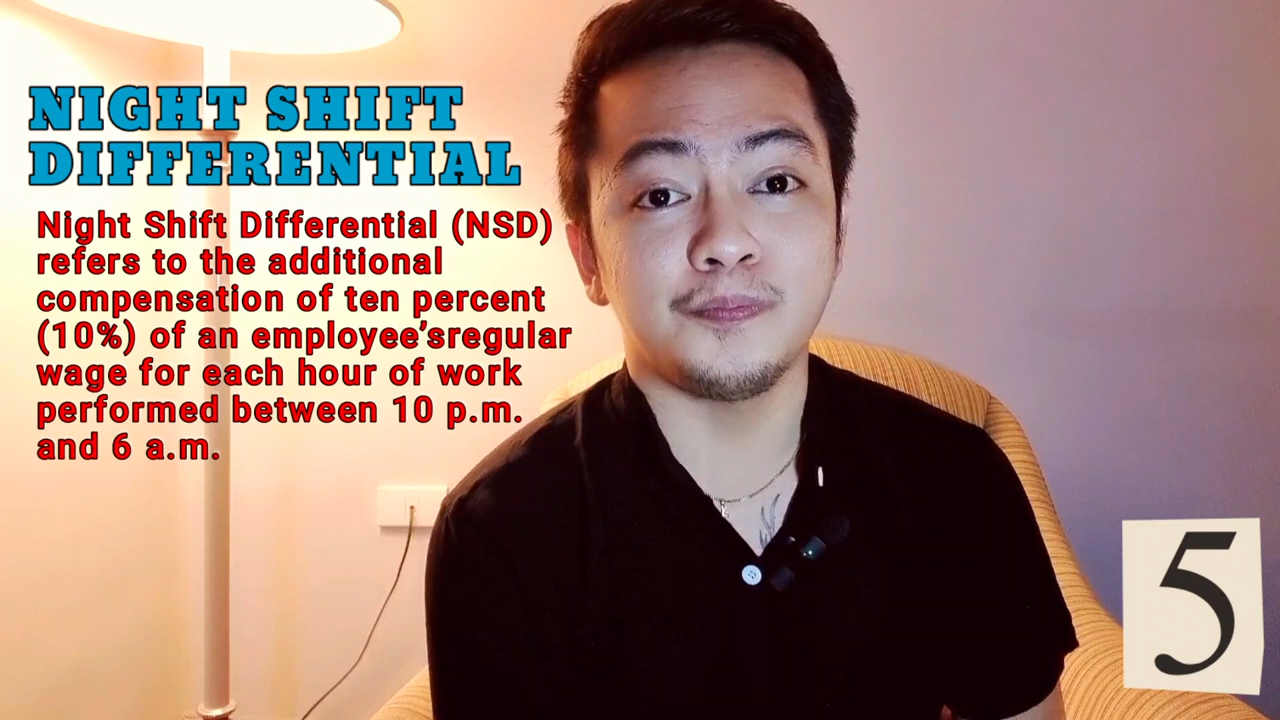 NIGHT SHIFT
DIFFERENTIAL
Night Shift Differential (NSD)
refers to the additional
compensation of ten percent
(10%) of an employee’sregular
wage for each hour of work
performed between 10 p.m.
and 6 a.m.
5